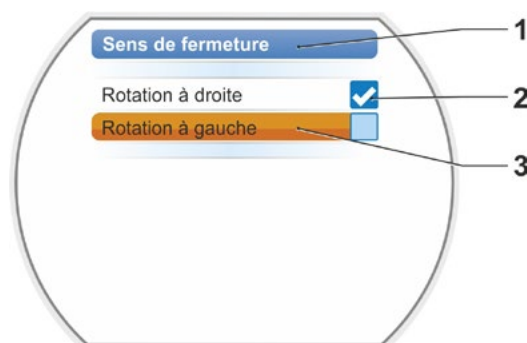 Sens de fermeture
1
Rotation à droite
2
Rotation à gauche
3